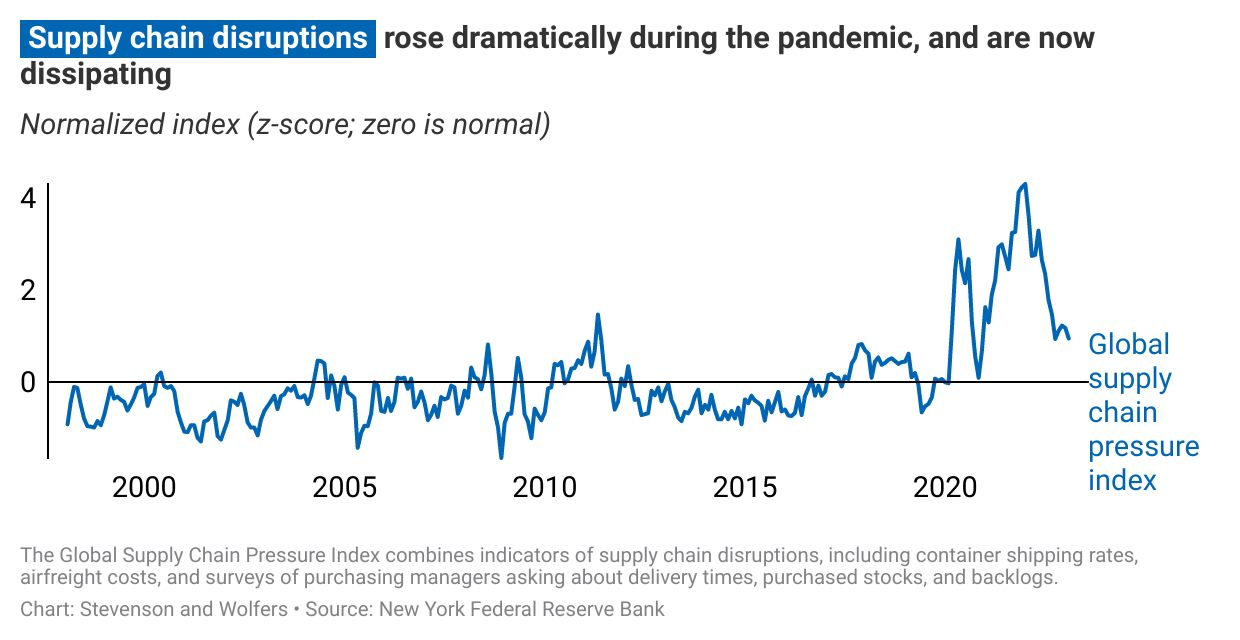 Supply chain disruptions rose dramatically during the pandemic, and are now
dissipating
Normalized index (z-score; zero is normal)
4
2
0
Global
supply
chain
pressure
index
2000
2005
2010
2015
2020
The Global Supply Chain Pressure Index combines indicators of supply chain disruptions, including container shipping rates,
airfreight costs, and surveys of purchasing managers asking about delivery times, purchased stocks, and backlogs.
Chart: Stevenson and Wolfers • Source: New York Federal Reserve Bank